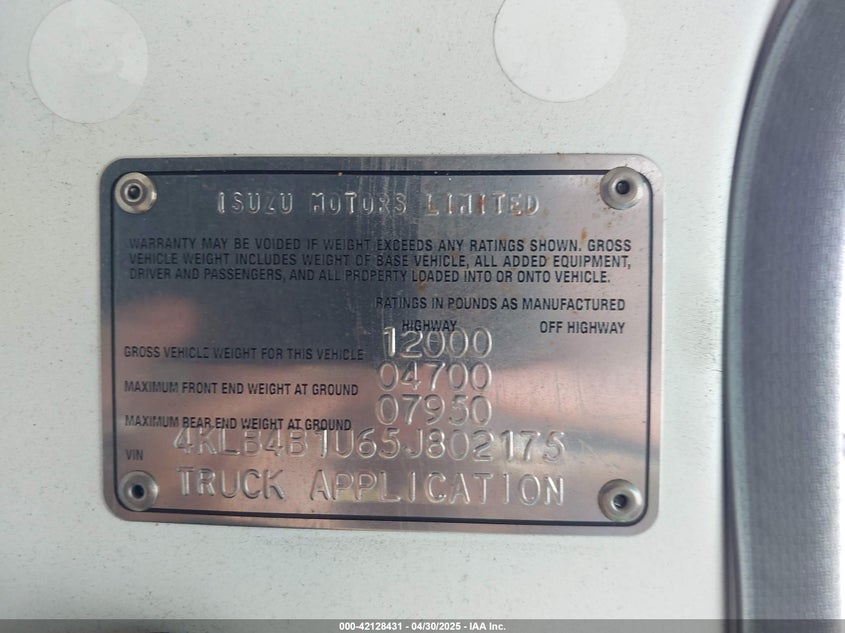 ISUZU MOTORS LIMITED
WARRANTY MAY BE VOIDED IF WEIGHT EXCEEDS ANY RATINGS SHOWN. GROSS
VEHICLE WEIGHT INCLUDES WEIGHT OF BASE VEHICLE, ALL ADDED EQUIPMENT,
DRIVER AND PASSENGERS, AND ALL PROPERTY LOADED INTO OR ONTO VEHICLE.
RATINGS IN POUNDS AS MANUFACTURED
HIGHWAY OFF HIGHWAY
GROSS VEHICLE WEIGHT FOR THIS VEHICLE 12000
MAXIMUM FRONT END WEIGHT AT GROUND 04700
MAXIMUM REAR END WEIGHT AT GROUND 07950
VIN 4KLB4B1U65J802175
TRUCK APPLICATION
000-42128431 - 04/30/2025 - IAA Inc.